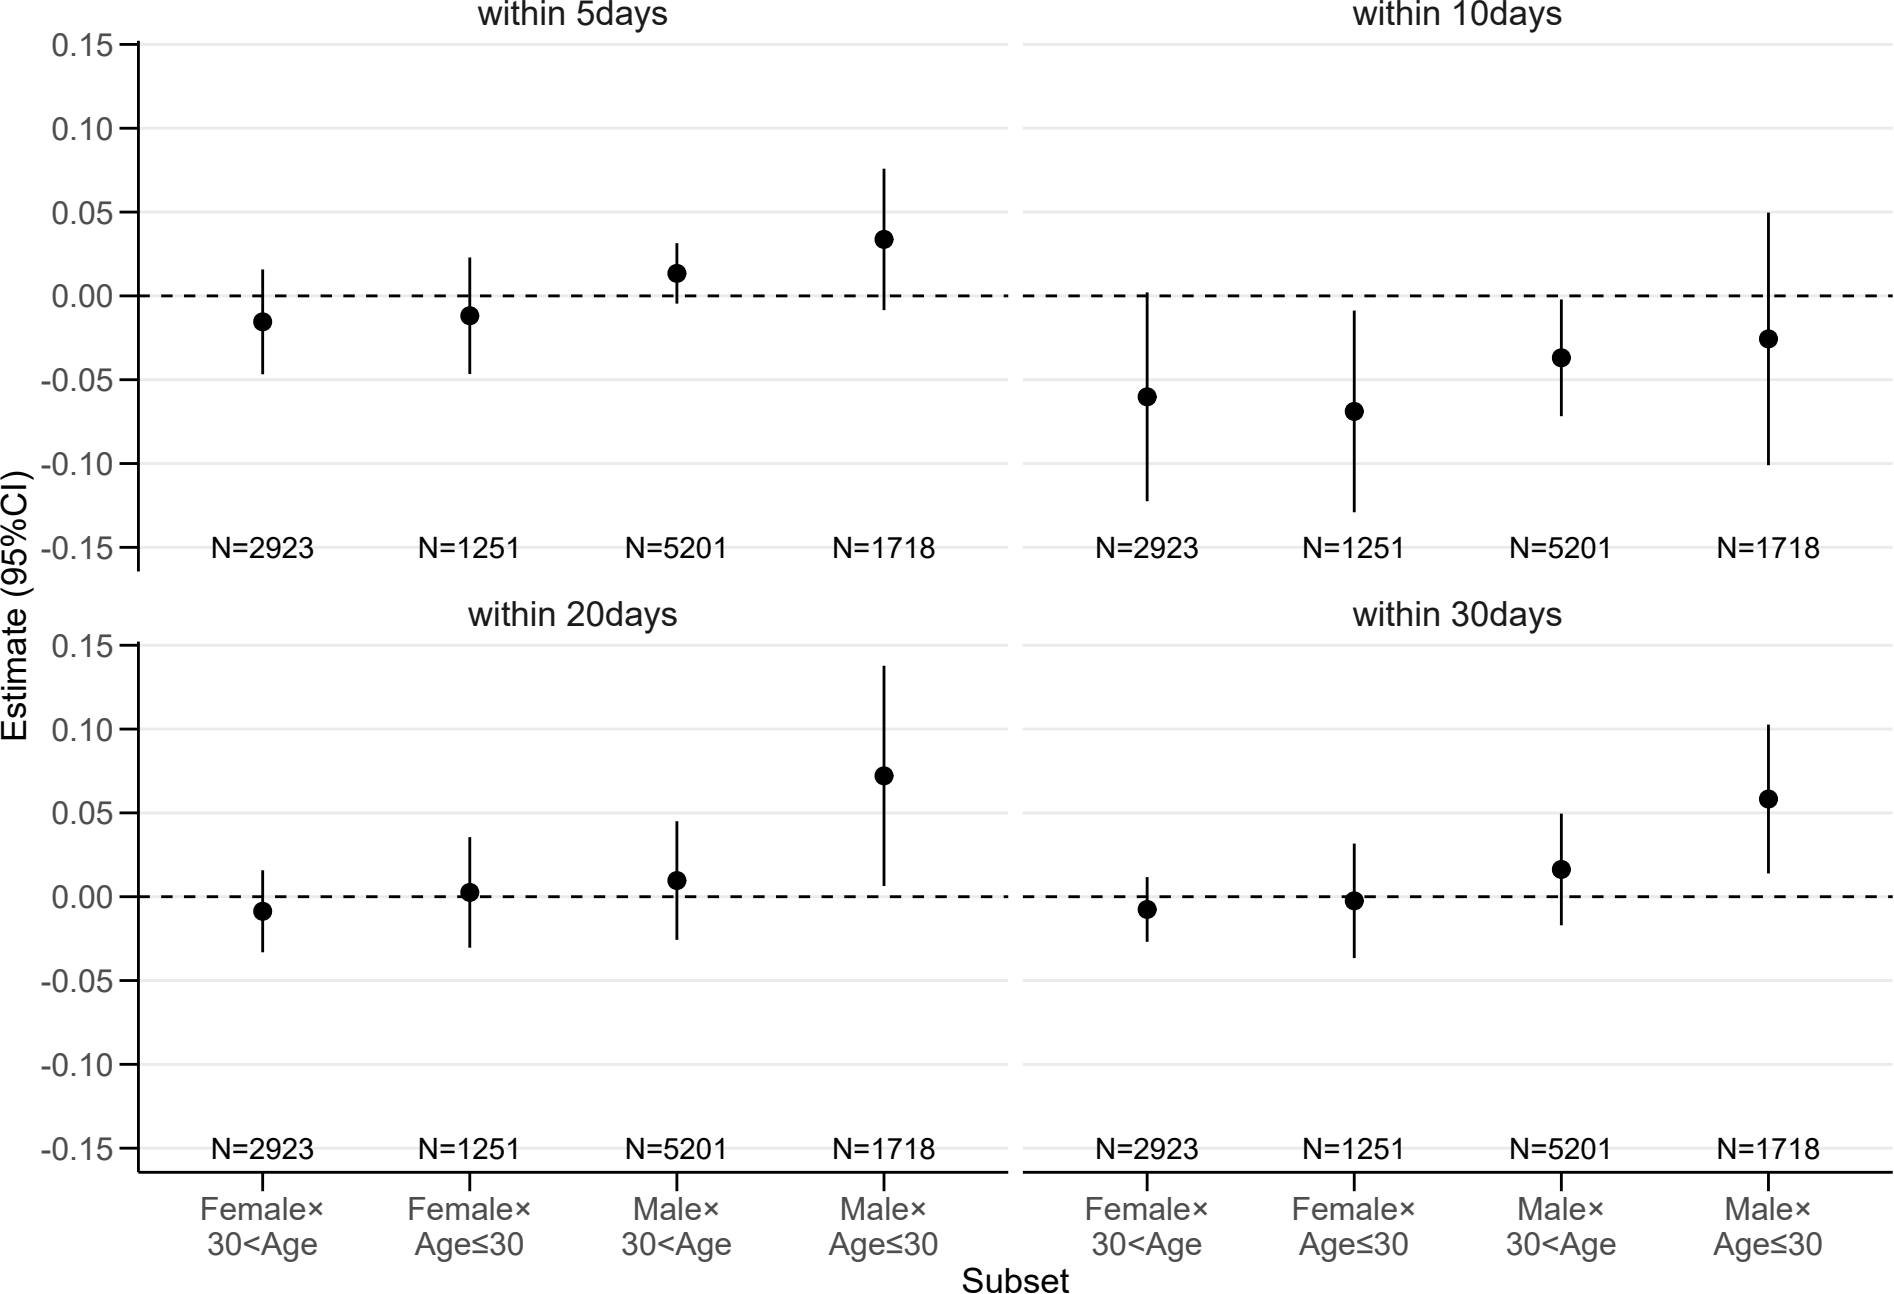 within 5days
within 10days
0.15
0.10
0.05
0.00
-0.05
-0.10
-0.15
N=2923
N=1251
N=5201
N=1718
N=2923
N=1251
N=5201
N=1718
Estimate (95%CI)
within 20days
within 30days
0.15
0.10
0.05
0.00
-0.05
-0.10
-0.15
N=2923
N=1251
N=5201
N=1718
N=2923
N=1251
N=5201
N=1718
Female×
30<Age
Female×
Age≤30
Male×
30<Age
Male×
Age≤30
Female×
30<Age
Female×
Age≤30
Male×
30<Age
Male×
Age≤30
Subset